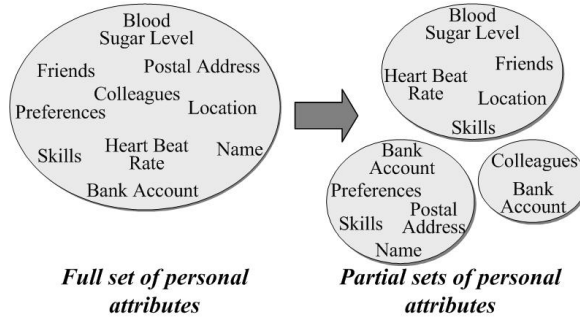 Blood
Sugar Level
Friends
Postal Address
Colleagues
Preferences
Location
Skills
Heart Beat
Rate
Name
Bank Account
Full set of personal
attributes
Blood
Sugar Level
Friends
Heart Beat
Rate
Location
Skills
Bank
Account
Preferences
Skills
Postal
Address
Name
Colleagues
Bank
Account
Partial sets of personal
attributes